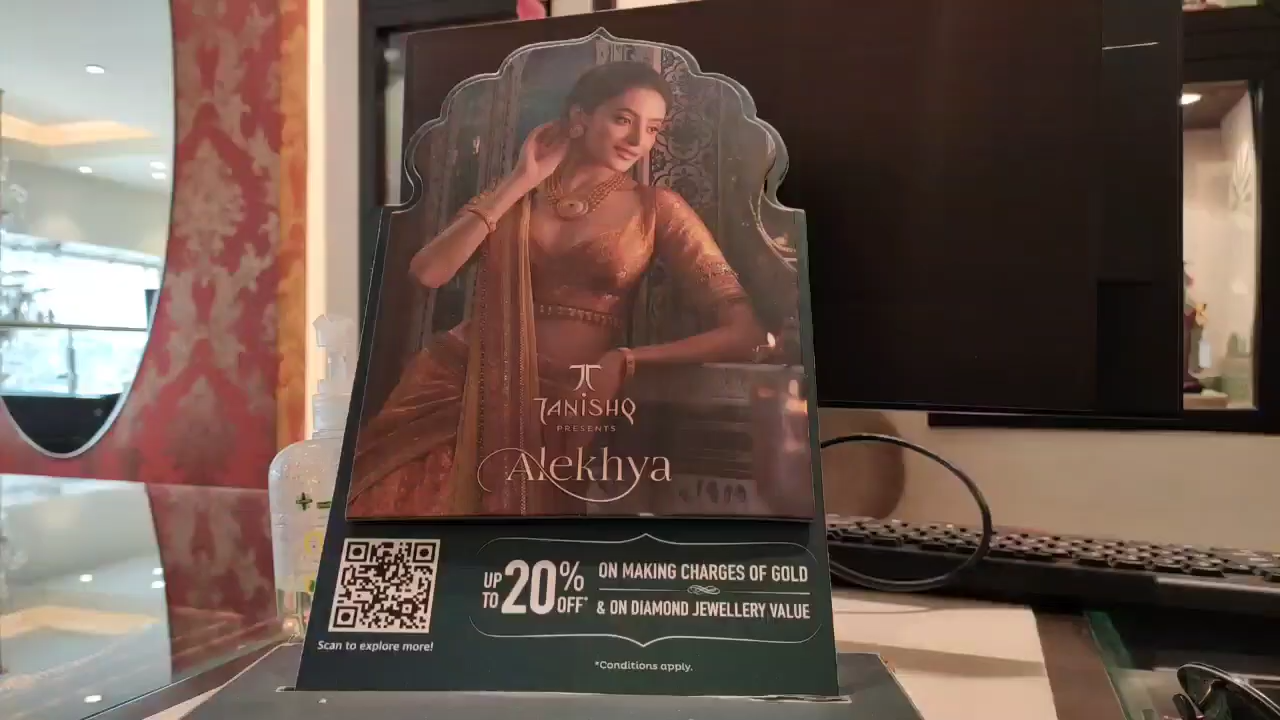 TANISHQ
PRESENTS
Alekhya
UP TO 20% OFF*
ON MAKING CHARGES OF GOLD
& ON DIAMOND JEWELLERY VALUE
Scan to explore more!
*Conditions apply.